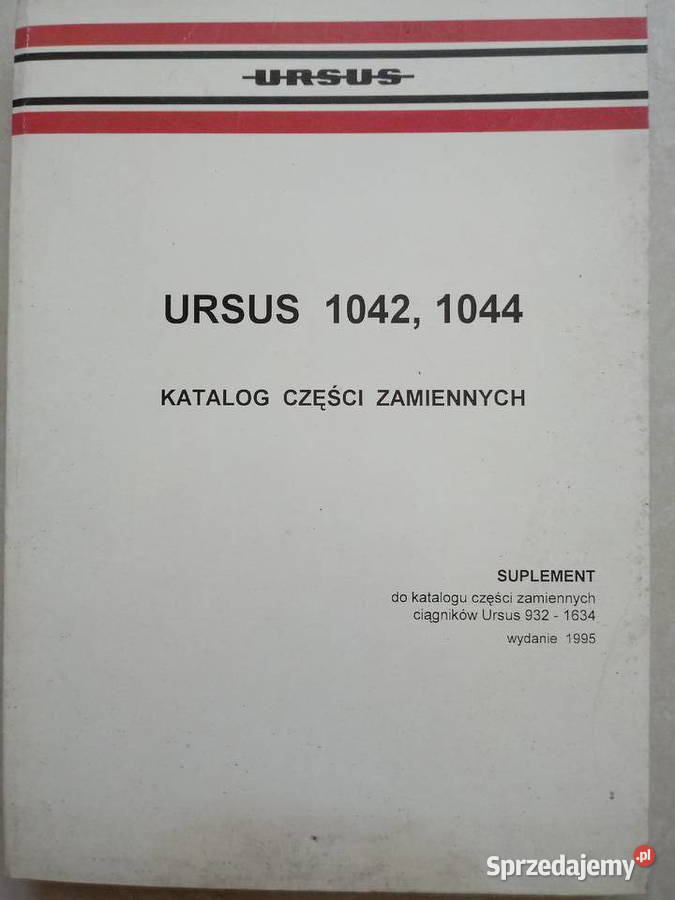 URSUS
URSUS 1042, 1044
KATALOG CZĘŚCI ZAMIENNYCH
SUPLEMENT
do katalogu części zamiennych
ciągników Ursus 932 - 1634
wydanie 1995
Sprzedajemy.pl